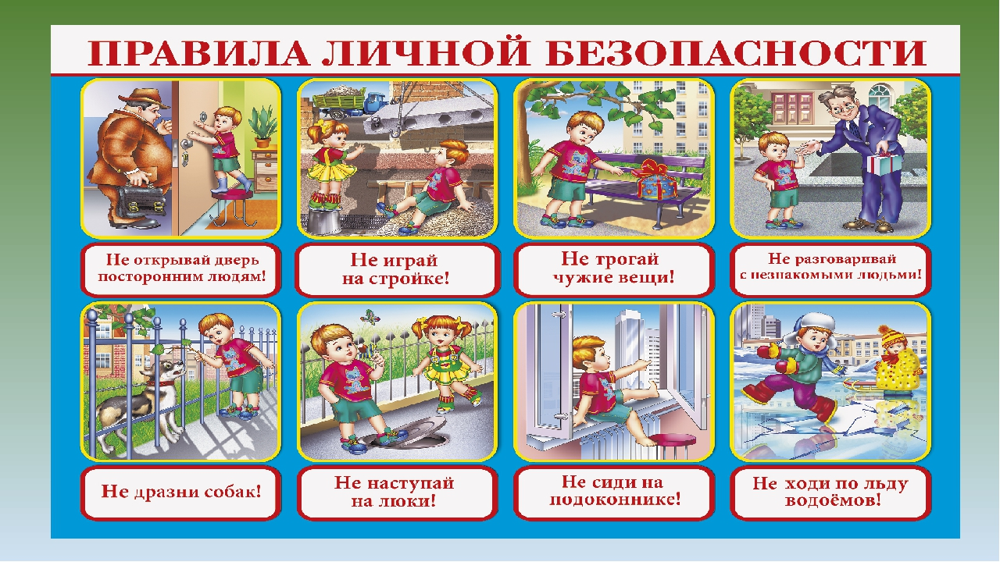 ПРАВИЛА ЛИЧНОЙ БЕЗОПАСНОСТИ
Не открывай дверь
посторонним людям!
Не играй
на стройке!
Не трогай
чужие вещи!
Не разговаривай
с незнакомыми людьми!
Не дразни собак!
Не наступай
на люки!
Не сиди на
подоконнике!
Не ходи по льду
водоёмов!